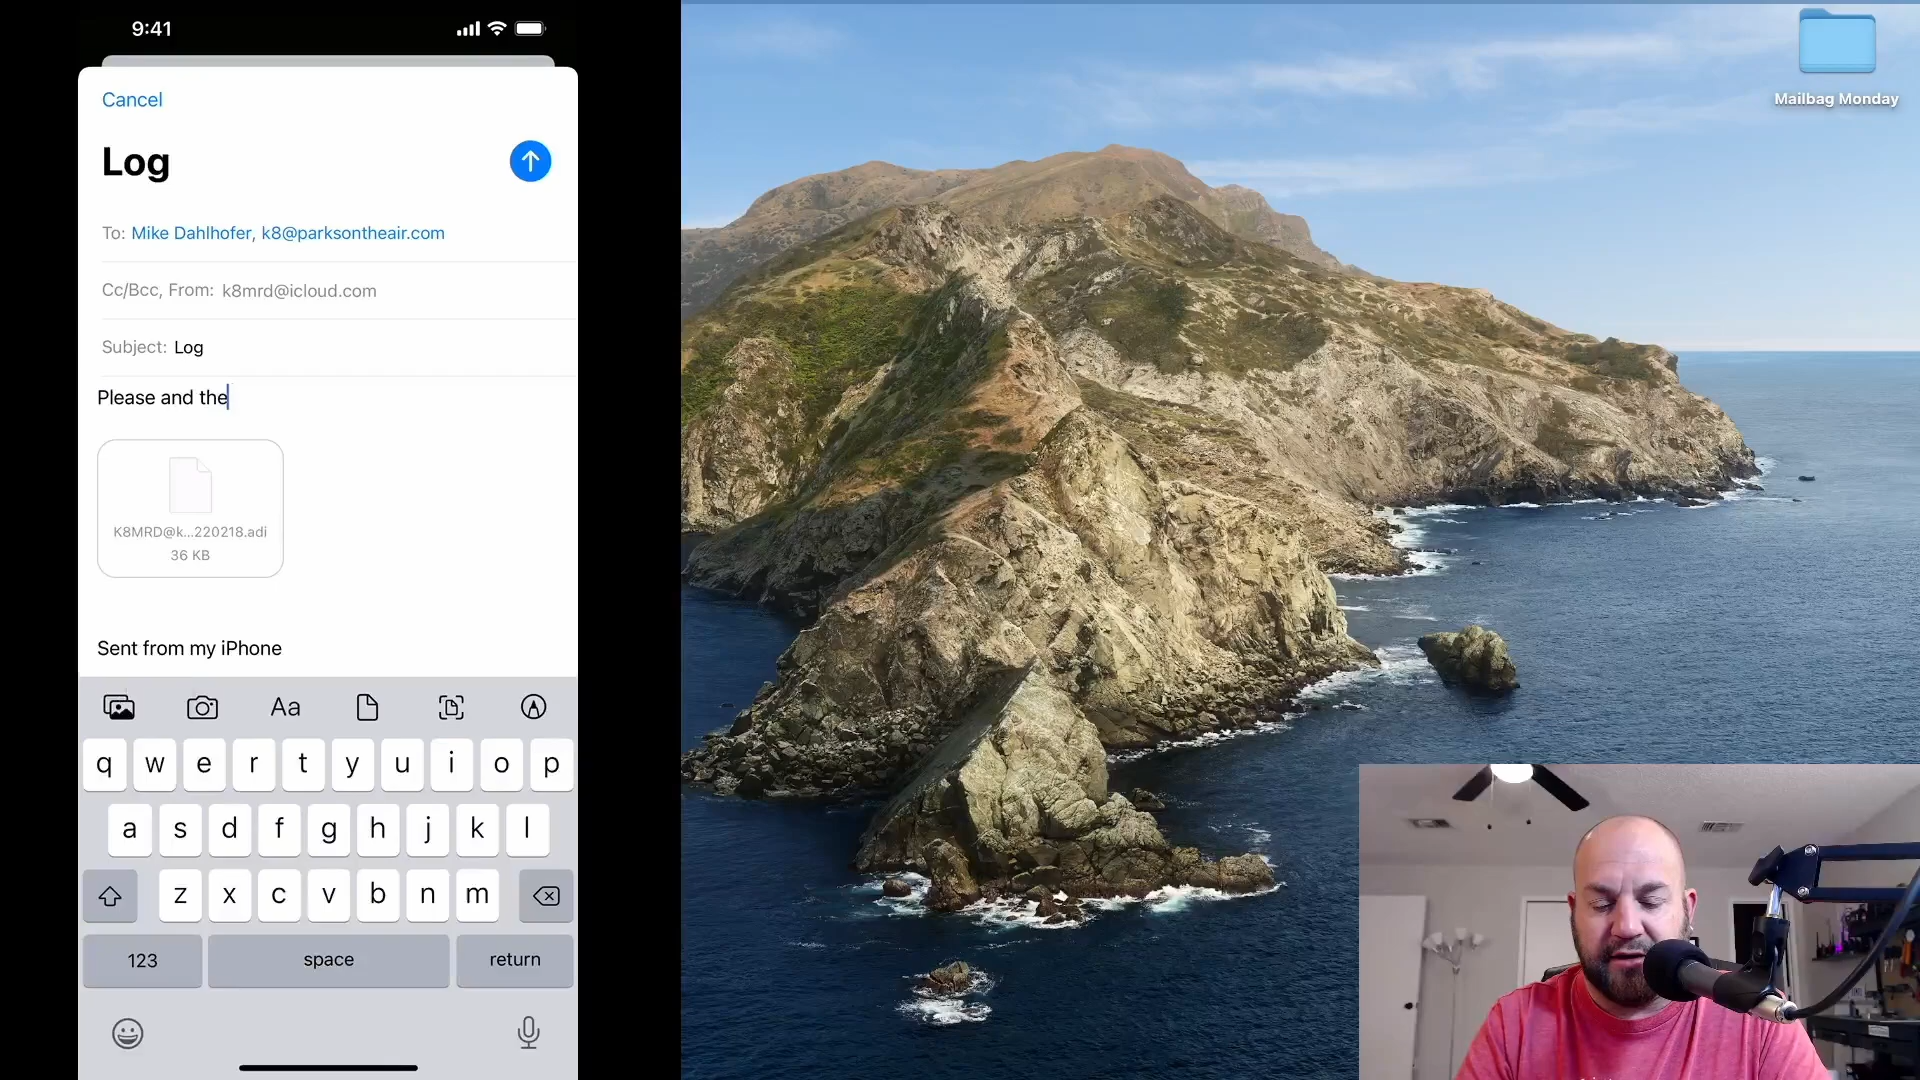 9:41
Cancel
Log
To: Mike Dahlhofer, k8@parksontheair.com
Cc/Bcc, From: k8mrd@icloud.com
Subject: Log
Please and the
K8MRD@k...220218.adi
36 KB
Sent from my iPhone
Aa
q w e r t y u i o p
a s d f g h j k l
z x c v b n m
123 space return
Mailbag Monday